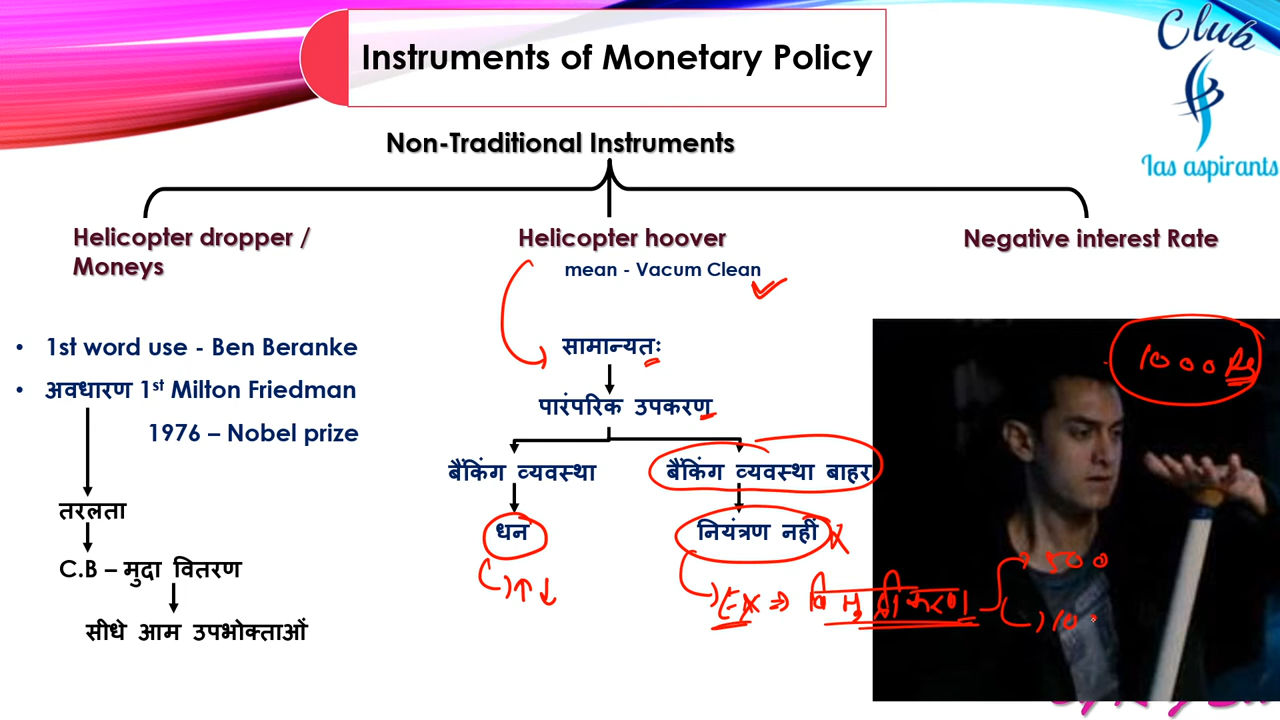 Club
Instruments of Monetary Policy
Ias aspirants
Non-Traditional Instruments
Helicopter dropper /
Moneys
Helicopter hoover
mean - Vacum Clean
Negative interest Rate
• 1st word use - Ben Beranke
• अवधारण 1st Milton Friedman
1976 – Nobel prize
तरलता
C.B – मुदा वितरण
सीधे आम उपभोक्ताओं
सामान्यतः
पारंपरिक उपकरण
बैंकिंग व्यवस्था
बैंकिंग व्यवस्था बाहर
धन
नियंत्रण नहीं
Ex ⇒ विमुद्रीकरण
500
1000 Rs